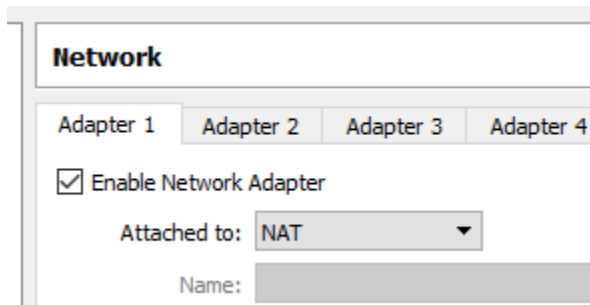 Network
Adapter 1 Adapter 2 Adapter 3 Adapter 4
Enable Network Adapter
Attached to: NAT
Name: